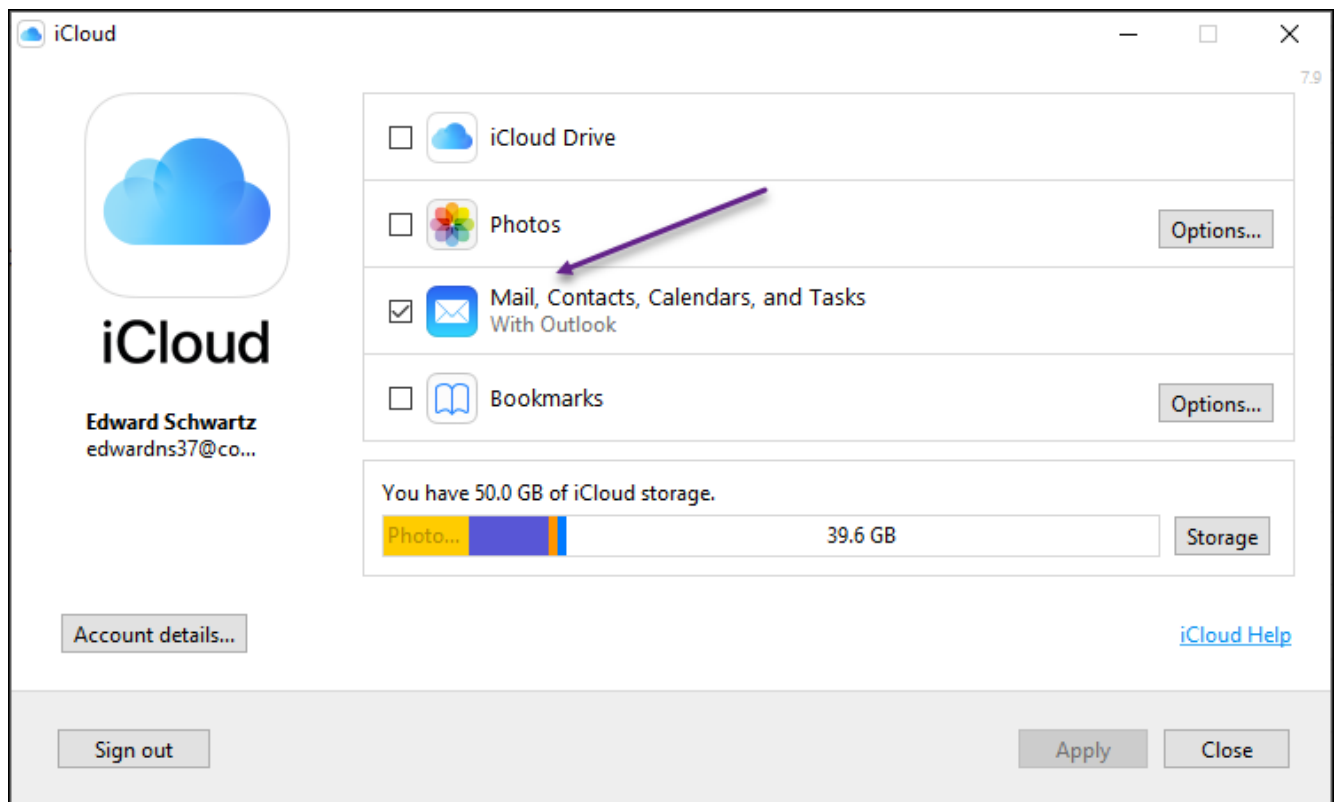 iCloud
7.9
iCloud
Edward Schwartz
edwardns37@co...
iCloud Drive
Photos
Options...
Mail, Contacts, Calendars, and Tasks
With Outlook
Bookmarks
Options...
You have 50.0 GB of iCloud storage.
Photo...
39.6 GB
Storage
Account details...
iCloud Help
Sign out
Apply
Close